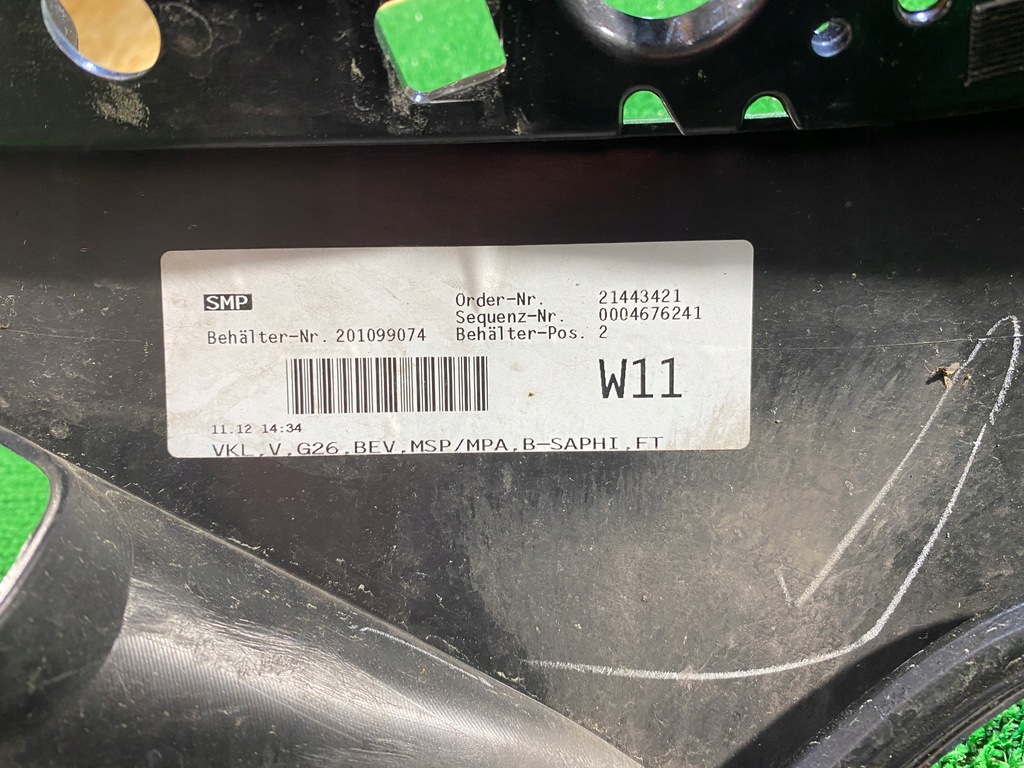 SMP
Order-Nr. 21443421
Sequenz-Nr. 0004676241
Behälter-Nr. 201099074 Behälter-Pos. 2
W11
11.12 14:34
VKL,V,G26,BEV,MSP/MPA,B-SAPHI,FT